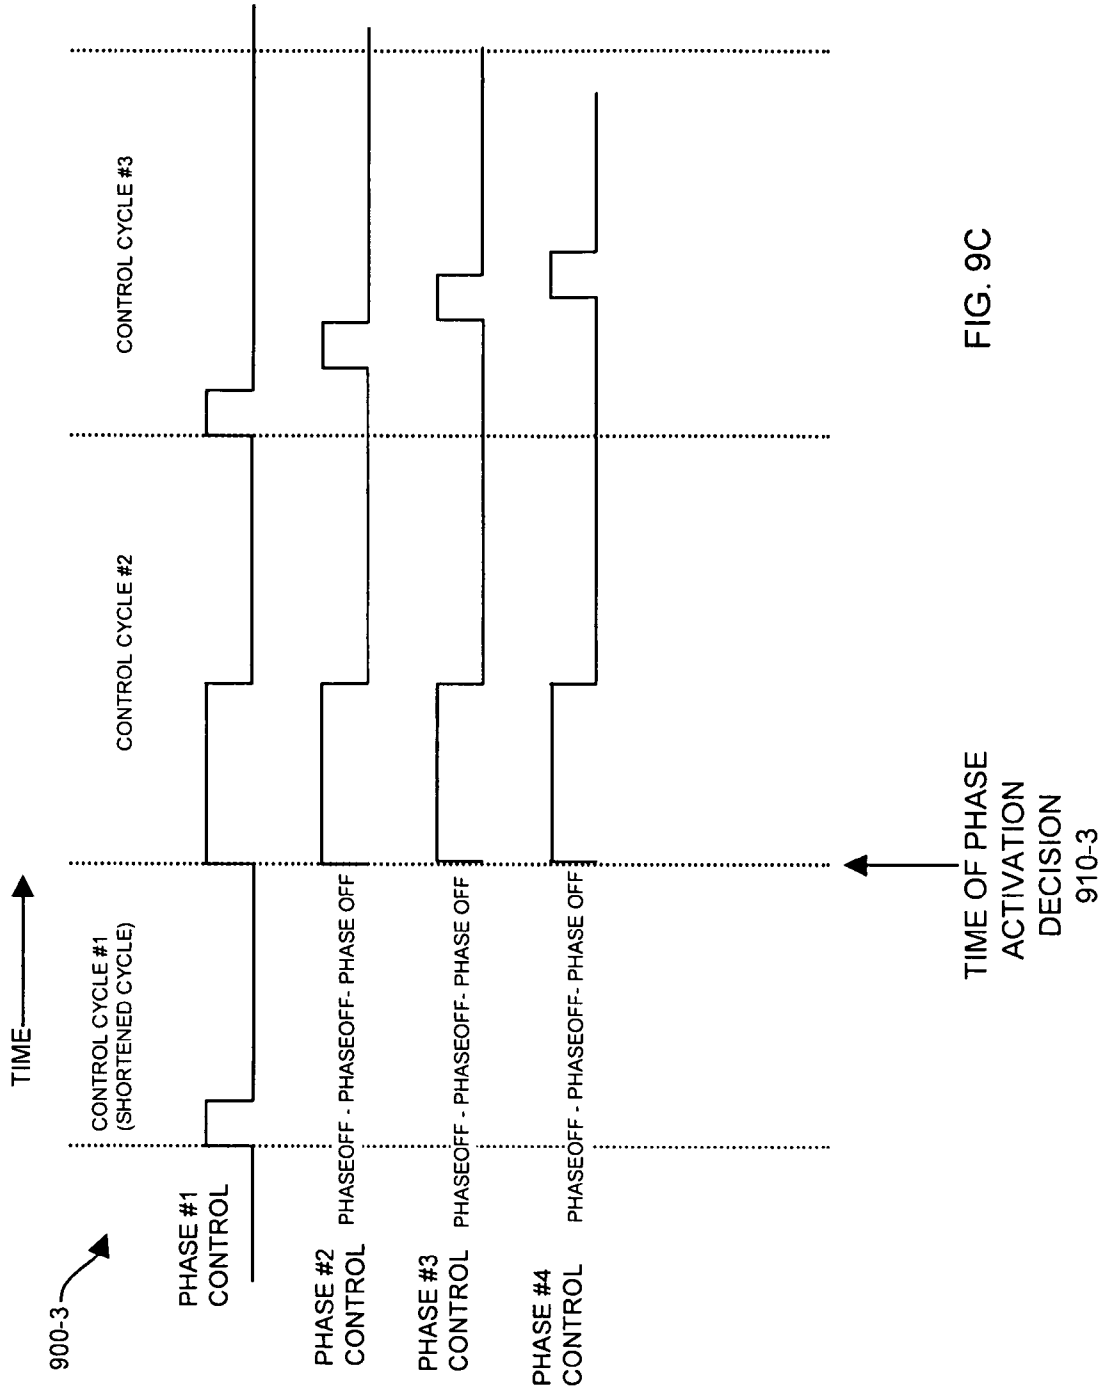 900-3
TIME
CONTROL CYCLE #1
(SHORTENED CYCLE)
CONTROL CYCLE #2
CONTROL CYCLE #3
PHASE #1
CONTROL
PHASE #2
CONTROL
PHASEOFF - PHASEOFF- PHASE OFF
PHASE #3
CONTROL
PHASEOFF - PHASEOFF- PHASE OFF
PHASE #4
CONTROL
PHASEOFF - PHASEOFF- PHASE OFF
TIME OF PHASE
ACTIVATION
DECISION
910-3
FIG. 9C